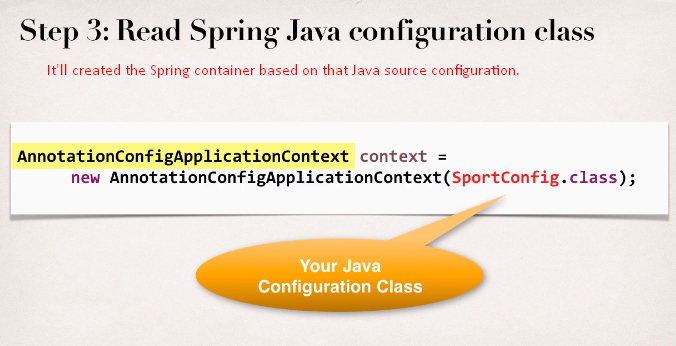 Step 3: Read Spring Java configuration class
It'll created the Spring container based on that Java source configuration.
AnnotationConfigApplicationContext context =
new AnnotationConfigApplicationContext(SportConfig.class);
Your Java
Configuration Class